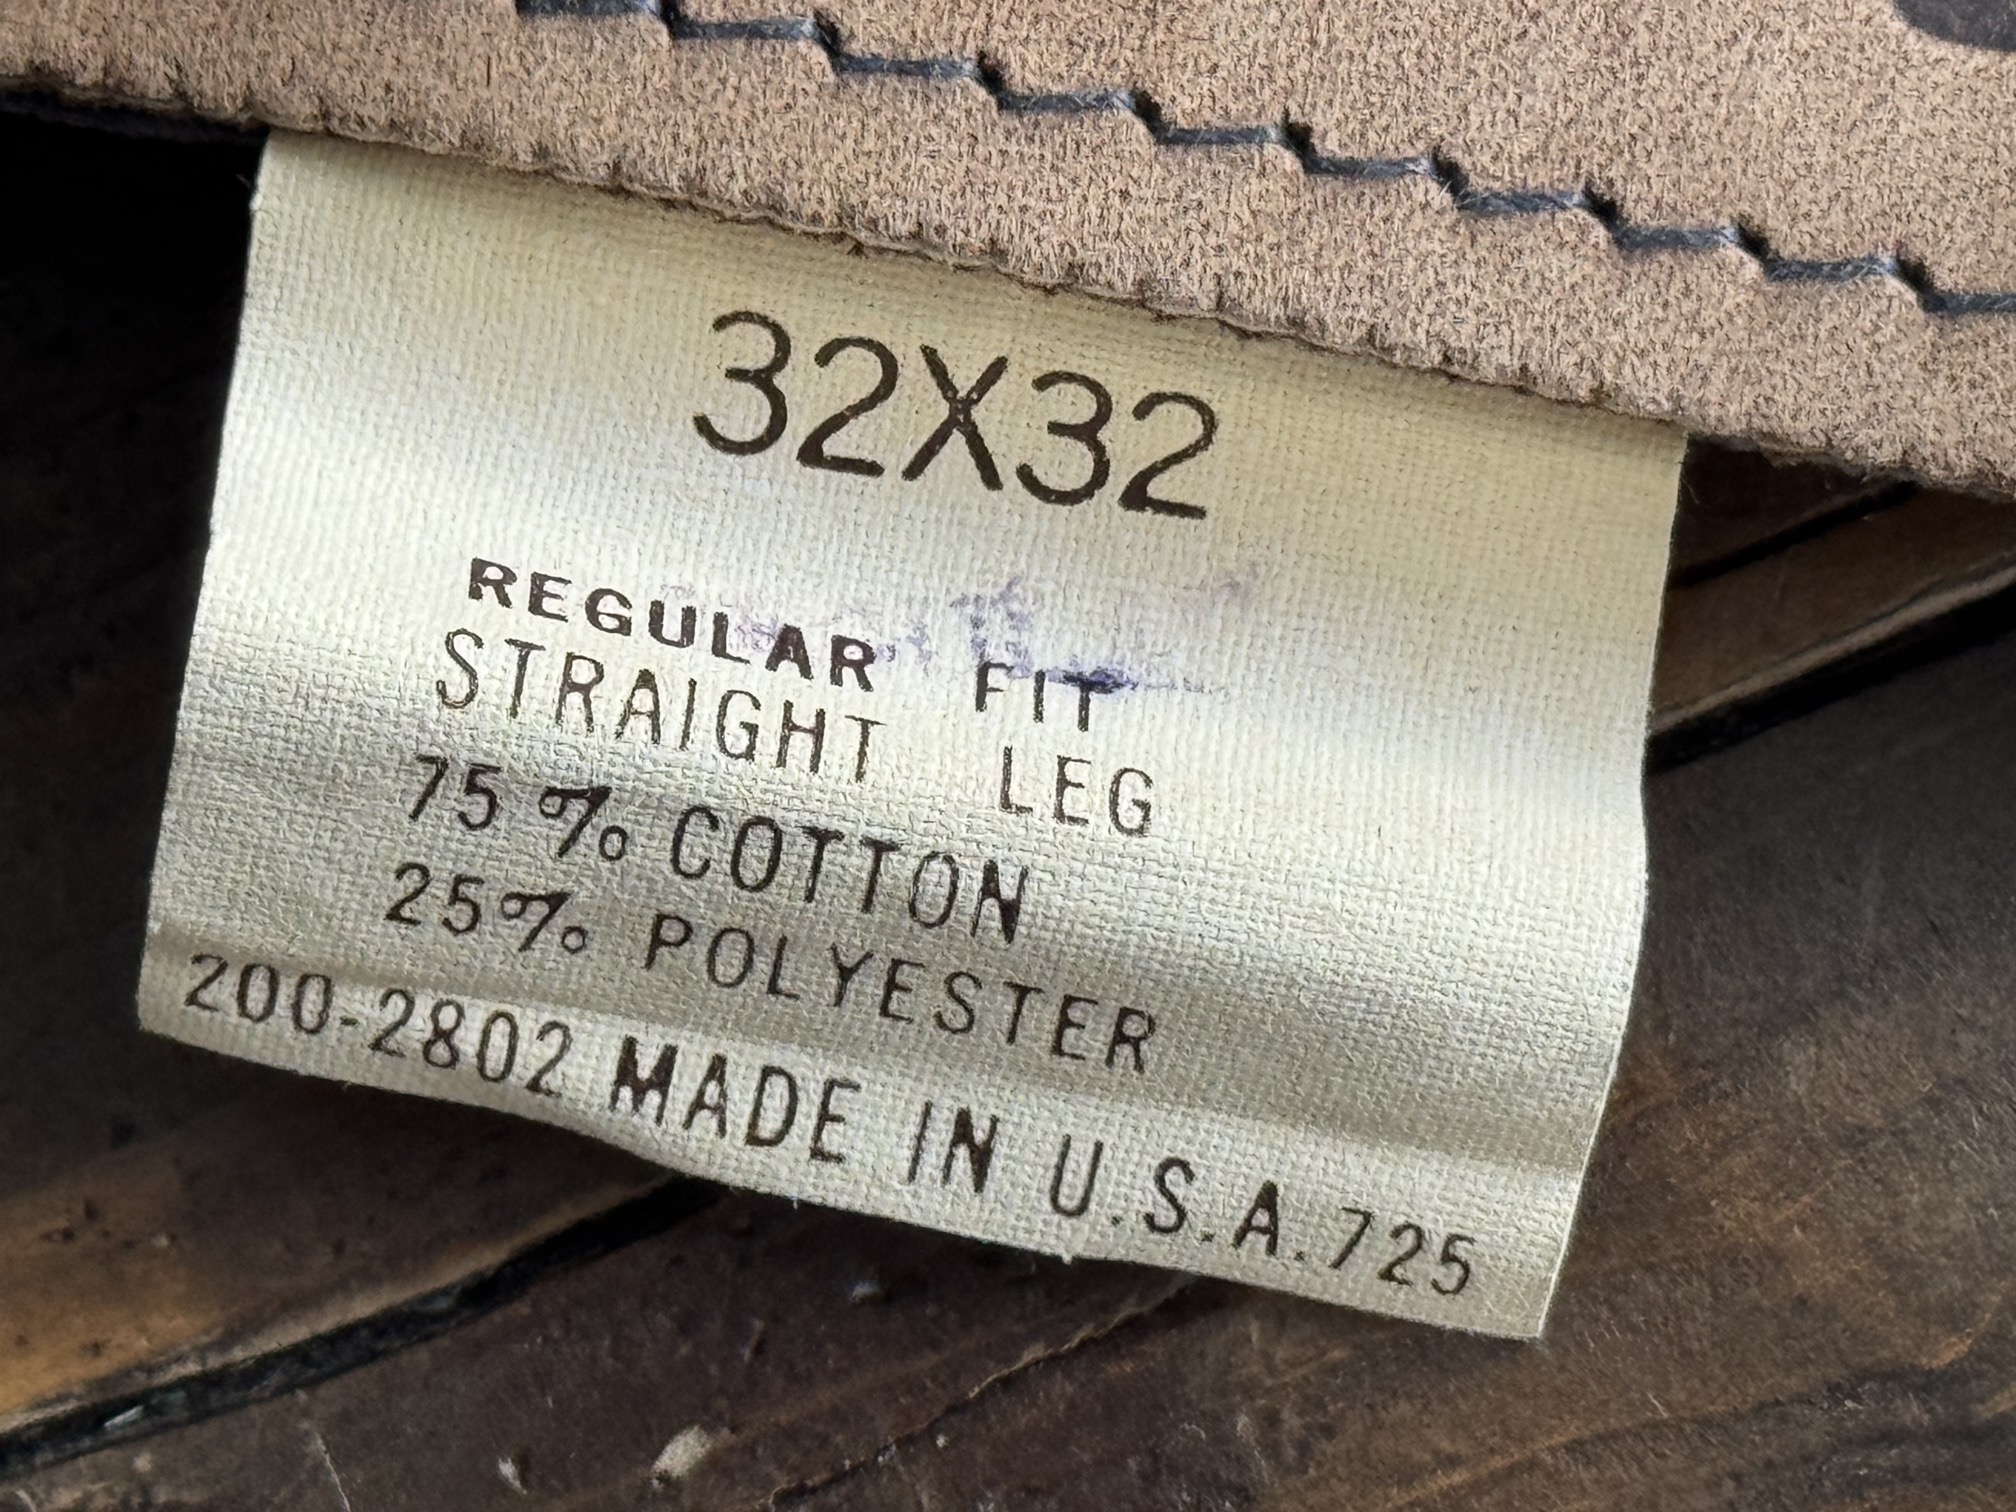 32X32
REGULAR FIT
STRAIGHT LEG
75% COTTON
25% POLYESTER
200-2802 MADE IN U.S.A. 725